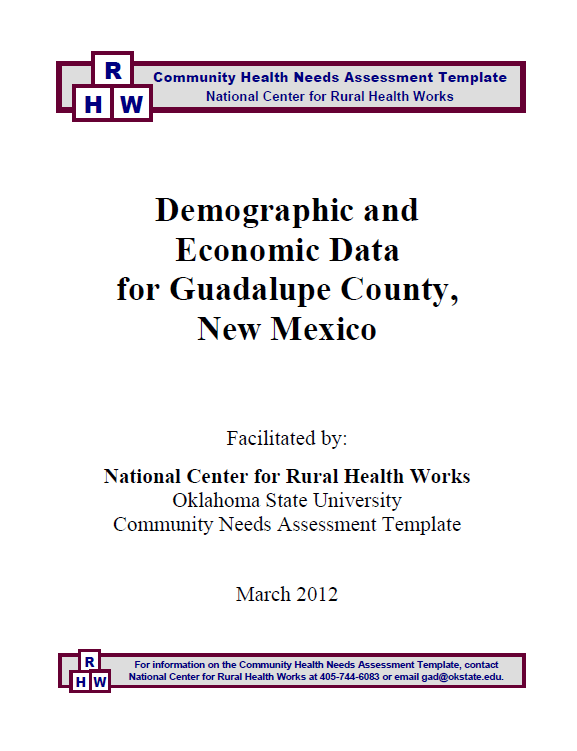 R
H W
Community Health Needs Assessment Template
National Center for Rural Health Works
Demographic and
Economic Data
for Guadalupe County,
New Mexico
Facilitated by:
National Center for Rural Health Works
Oklahoma State University
Community Needs Assessment Template
March 2012
R
H W
For information on the Community Health Needs Assessment Template, contact
National Center for Rural Health Works at 405-744-6083 or email gad@okstate.edu.